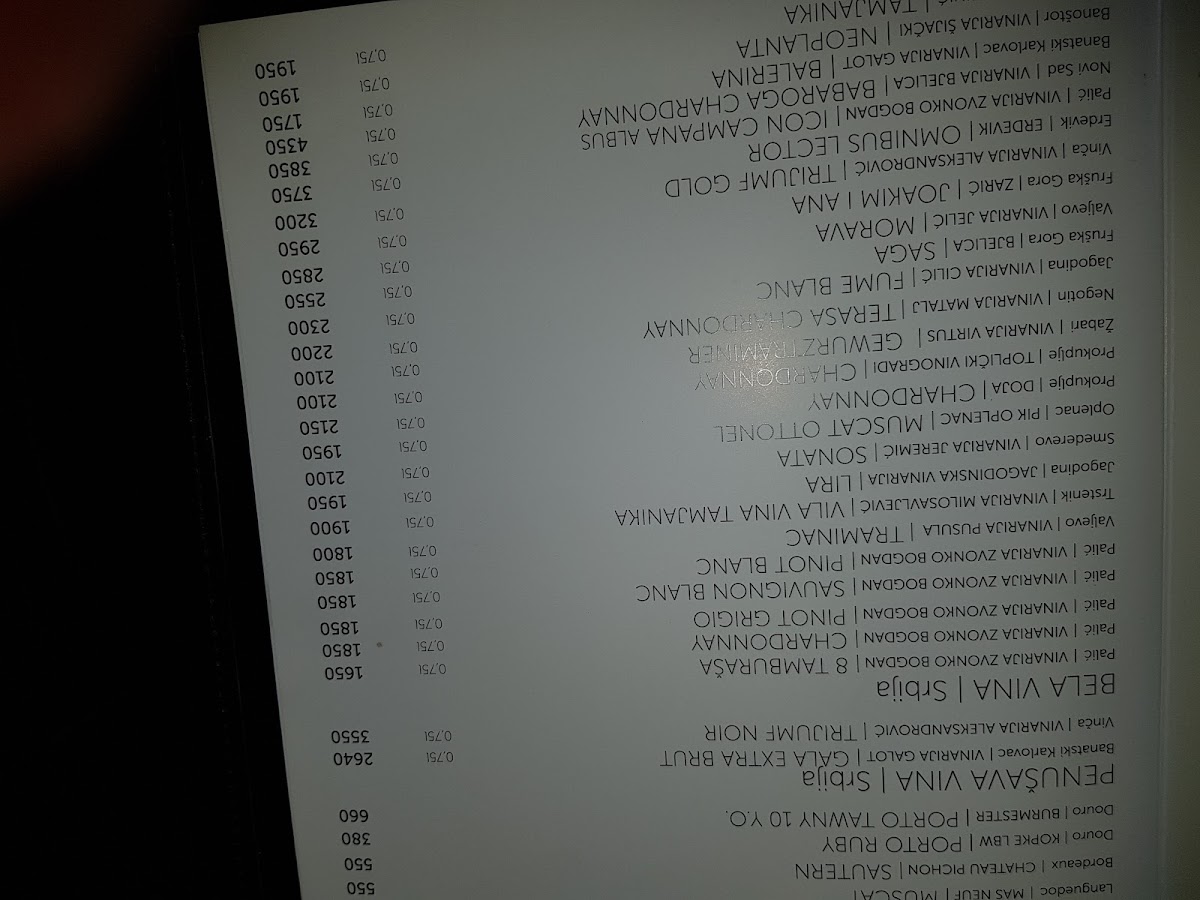 Languedoc | MAS NEUF | MUSCAT 550
Bordeaux | CHATEAU PICHON | SAUTERN 550
Douro | KOPKE LBW | PORTO RUBY 380
Douro | BURMESTER | PORTO TAWNY 10 Y.O. 660
PENUŠAVA VINA | Srbija
Banatski Karlovac | VINARIJA GALOT | GALA EXTRA BRUT 0,75l 2640
Vinča | VINARIJA ALEKSANDROVIĆ | TRIJUMF NOIR 0,75l 3550
BELA VINA | Srbija
Palić | VINARIJA ZVONKO BOGDAN | 8 TAMBURAŠA 0,75l 1650
Palić | VINARIJA ZVONKO BOGDAN | CHARDONNAY 0,75l 1850
Palić | VINARIJA ZVONKO BOGDAN | PINOT GRIGIO 0,75l 1850
Palić | VINARIJA ZVONKO BOGDAN | SAUVIGNON BLANC 0,75l 1850
Palić | VINARIJA ZVONKO BOGDAN | PINOT BLANC 0,75l 1850
Valjevo | VINARIJA PUSULA | TRAMINAC 0,75l 1800
Trstenik | VINARIJA MILOSAVLJEVIĆ | VILA VINA TAMJANIKA 0,75l 1900
Jagodina | JAGODINSKA VINARIJA | LIRA 0,75l 1950
Smederevo | VINARIJA JEREMIĆ | SONATA 0,75l 2100
Oplenac | PIK OPLENAC | MUSCAT OTTONEL 0,75l 1950
Prokuplje | DOJA | CHARDONNAY 0,75l 2150
Prokuplje | TOPLIČKI VINOGRADI | CHARDONNAY 0,75l 2100
Žabari | VINARIJA VIRTUS | GEWURZTRAMINER 0,75l 2100
Negotin | VINARIJA MATALJ | TERASA CHARDONNAY 0,75l 2200
Jagodina | VINARIJA CILIĆ | FUME BLANC 0,75l 2300
Fruška Gora | BJELICA | SAGA 0,75l 2550
Valjevo | VINARIJA JELIĆ | MORAVA 0,75l 2850
Fruška Gora | ZARIĆ | JOAKIM I ANA 0,75l 2950
Vinča | VINARIJA ALEKSANDROVIĆ | TRIJUMF GOLD 0,75l 3200
Erdevik | ERDEVIK | OMNIBUS LECTOR 0,75l 3750
Palić | VINARIJA ZVONKO BOGDAN | ICON CAMPANA ALBUS 0,75l 3850
Novi Sad | VINARIJA BJELICA | BABAROGA CHARDONNAY 0,75l 4350
Banatski Karlovac | VINARIJA GALOT | BALERINA 0,75l 1750
Banoštor | VINARIJA ŠIJAČKI | NEOPLANTA 0,75l 1950
| TAMJANIKA 0,75l 1950